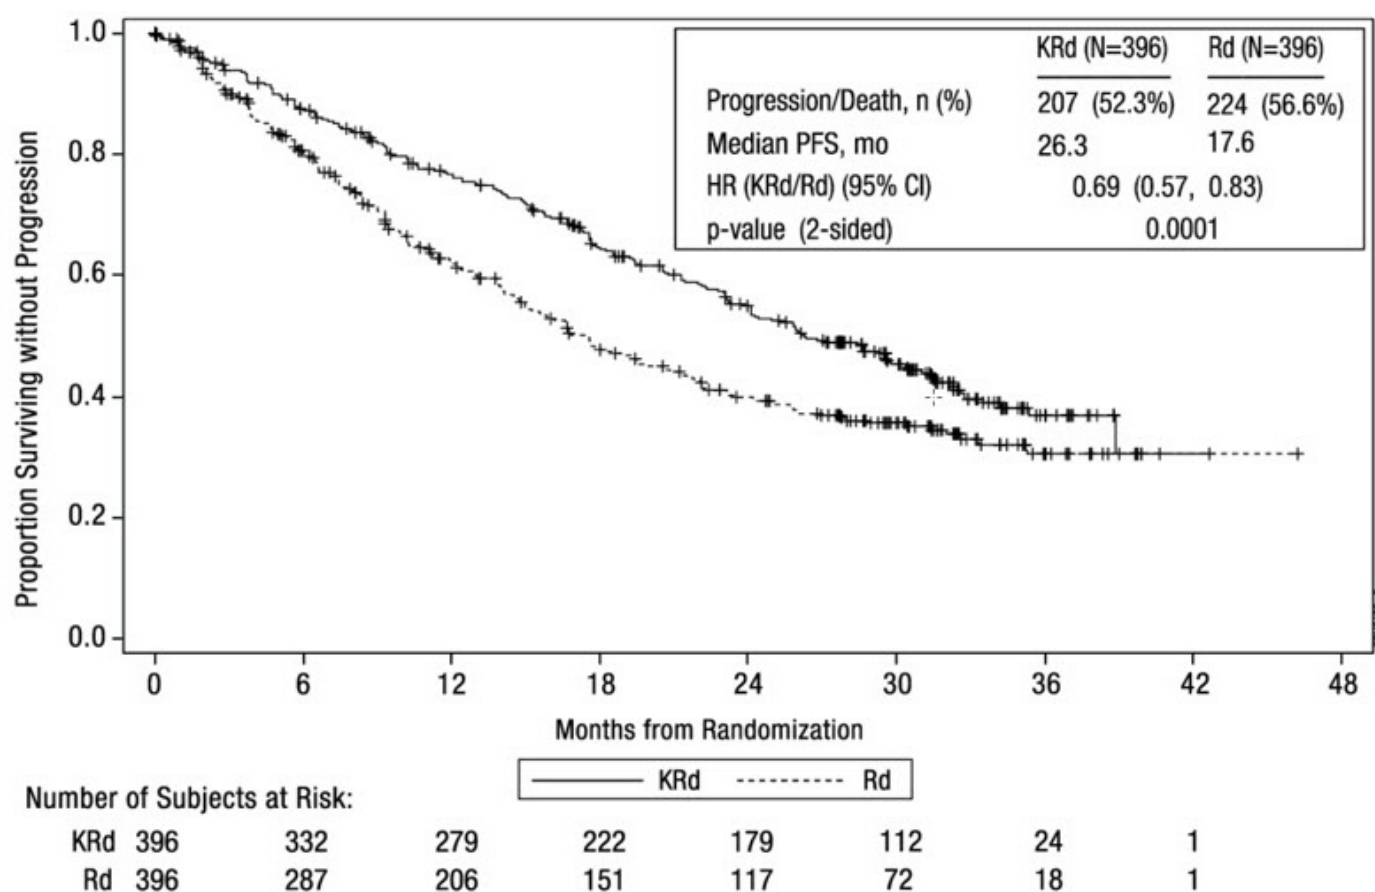 KRd (N=396) Rd (N=396)
Progression/Death, n (%) 207 (52.3%) 224 (56.6%)
Median PFS, mo 26.3 17.6
HR (KRd/Rd) (95% CI) 0.69 (0.57, 0.83)
p-value (2-sided) 0.0001
Proportion Surviving without Progression
1.0
0.8
0.6
0.4
0.2
0.0
0 6 12 18 24 30 36 42 48
Months from Randomization
KRd Rd
Number of Subjects at Risk:
KRd 396 332 279 222 179 112 24 1
Rd 396 287 206 151 117 72 18 1